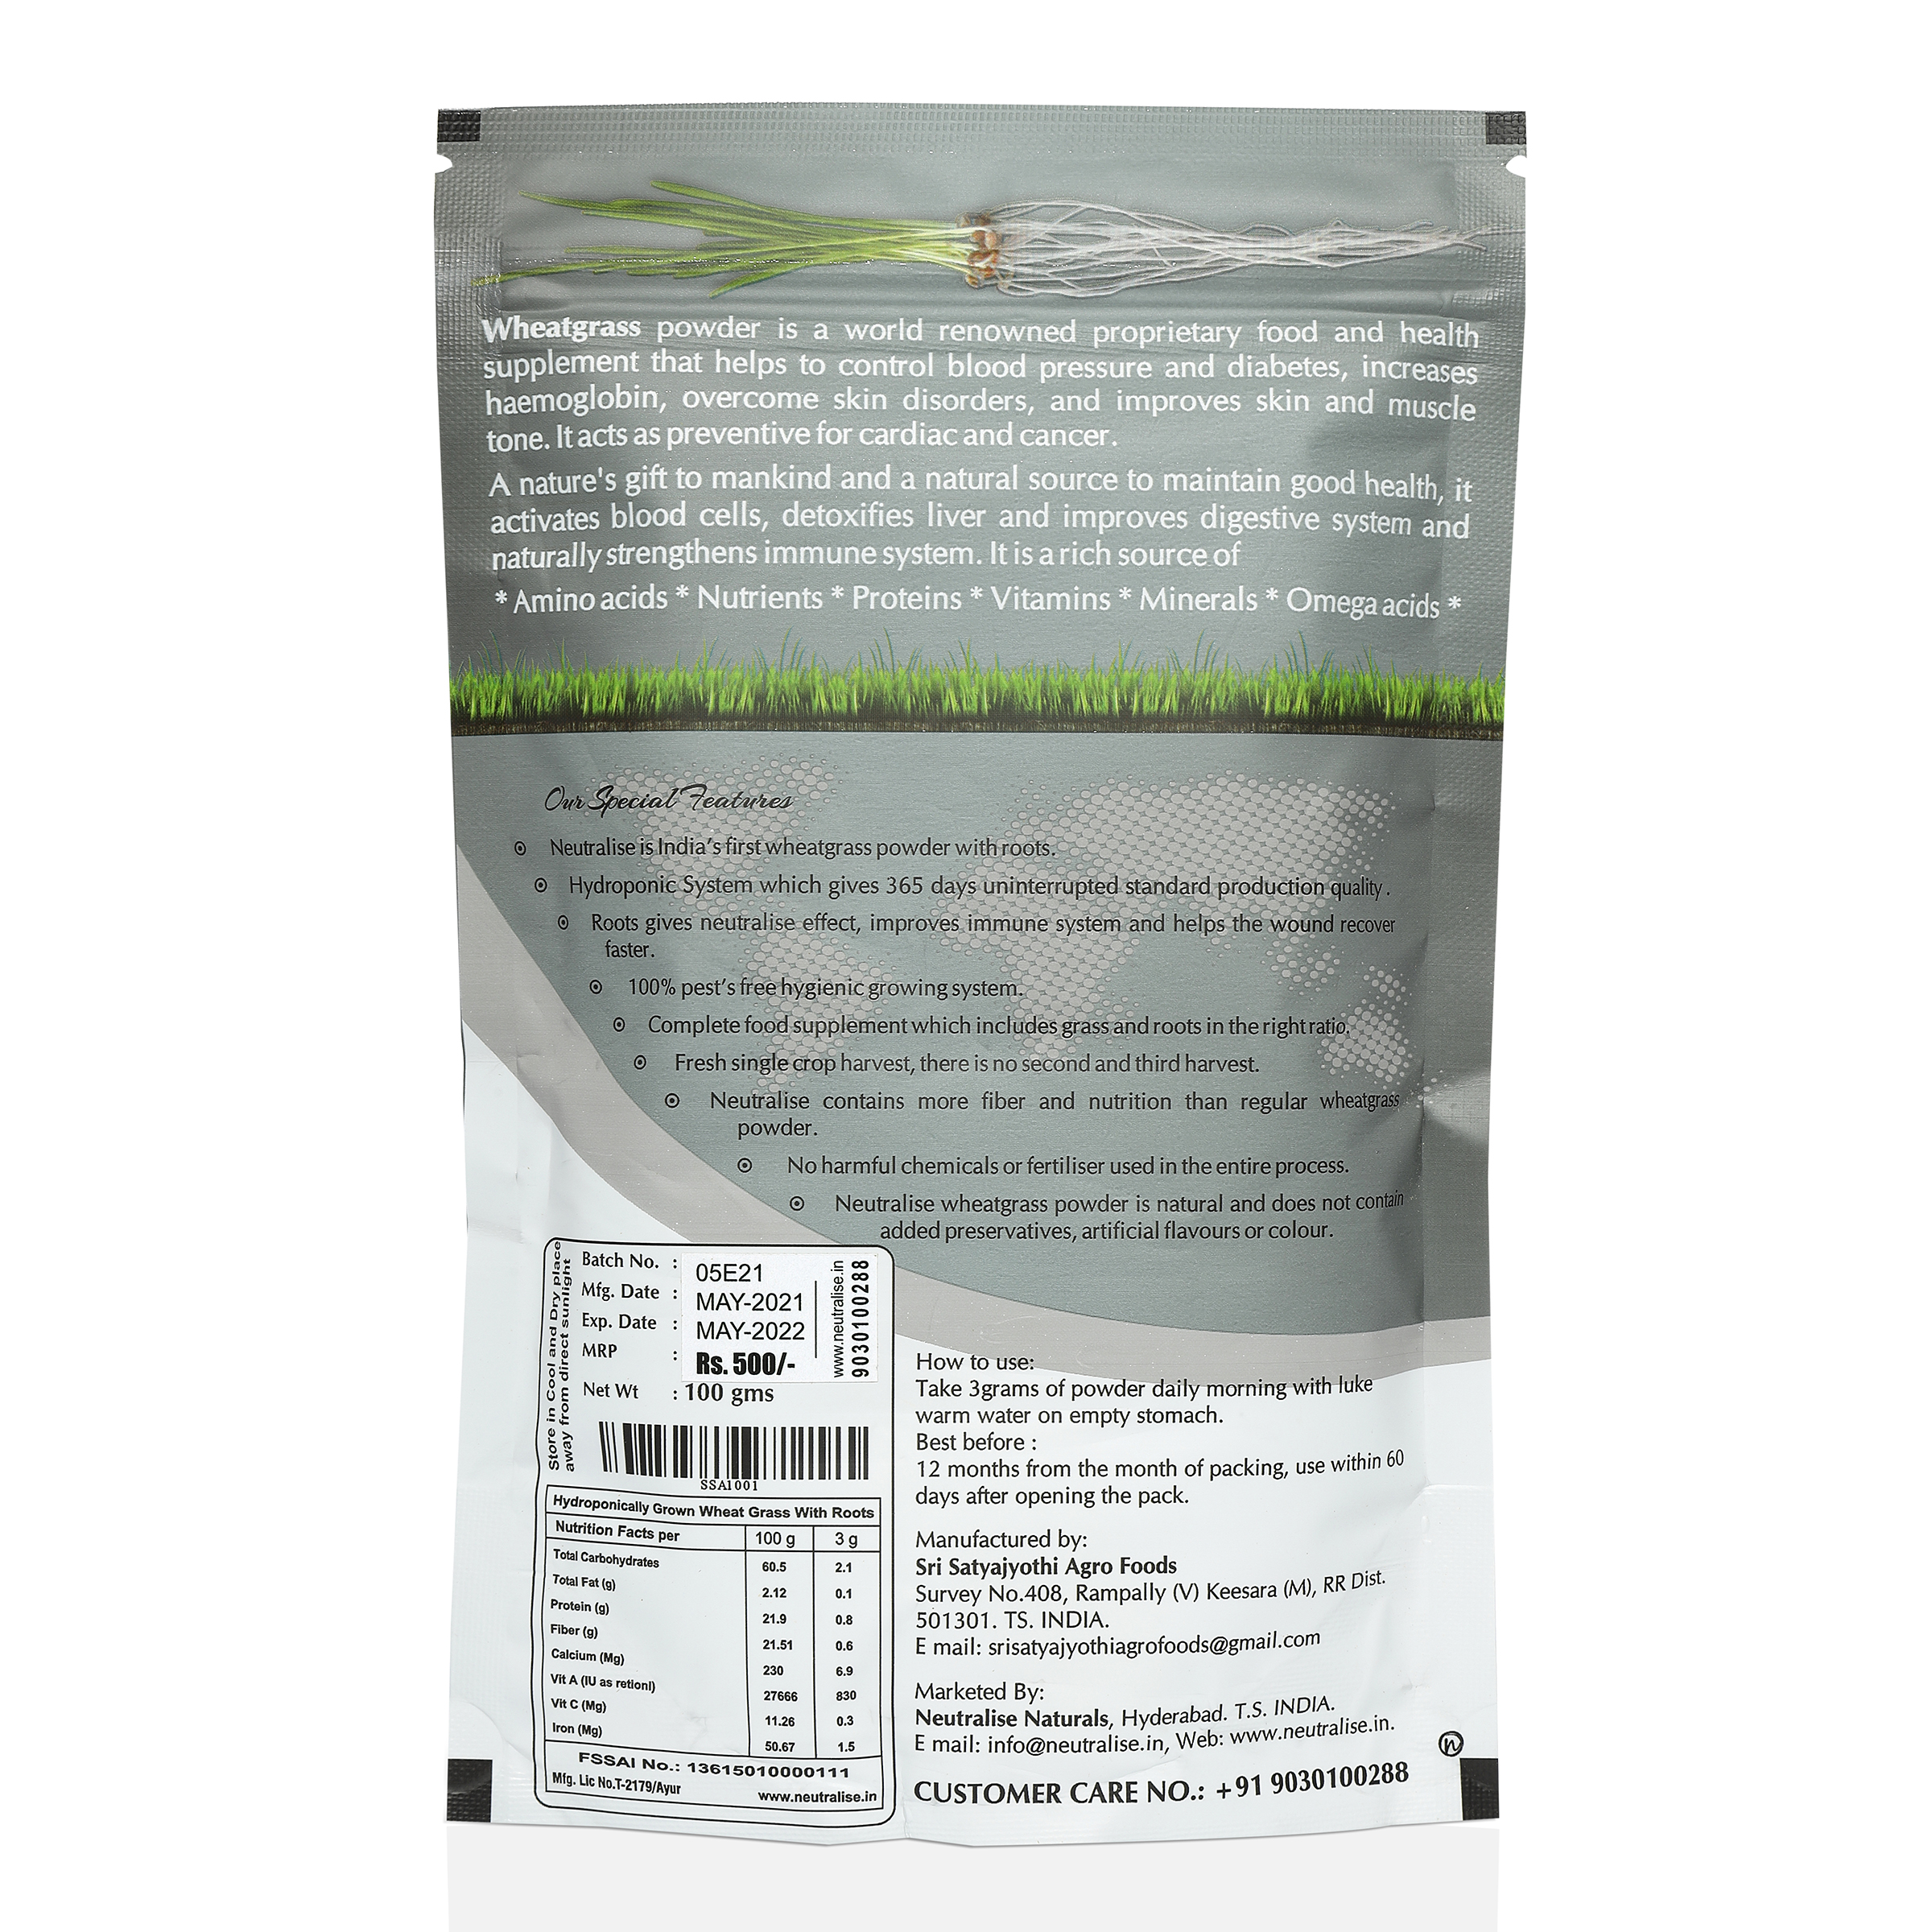 Wheatgrass powder is a world renowned proprietary food and health
supplement that helps to control blood pressure and diabetes, increases
haemoglobin, overcome skin disorders, and improves skin and muscle
tone. It acts as preventive for cardiac and cancer.
A nature's gift to mankind and a natural source to maintain good health, it
activates blood cells, detoxifies liver and improves digestive system and
naturally strengthens immune system. It is a rich source of
* Amino acids * Nutrients * Proteins * Vitamins * Minerals * Omega acids *
Our Special Features
Neutralise is India's first wheatgrass powder with roots.
Hydroponic System which gives 365 days uninterrupted standard production quality.
Roots gives neutralise effect, improves immune system and helps the wound recover
faster.
100% pest's free hygienic growing system.
Complete food supplement which includes grass and roots in the right ratio.
Fresh single crop harvest, there is no second and third harvest.
Neutralise contains more fiber and nutrition than regular wheatgrass
powder.
No harmful chemicals or fertiliser used in the entire process.
Neutralise wheatgrass powder is natural and does not contain
added preservatives, artificial flavours or colour.
Store in Cool and Dry place
away from direct sunlight
Batch No. : 05E21
Mfg. Date : MAY-2021
Exp. Date : MAY-2022
MRP : Rs. 500/-
Net Wt : 100 gms
www.neutralise.in
9030100288
SSAI001
Hydroponically Grown Wheat Grass With Roots
Nutrition Facts per 100 g 3 g
Total Carbohydrates 60.5 2.1
Total Fat (g) 2.12 0.1
Protein (g) 21.9 0.8
Fiber (g) 21.51 0.6
Calcium (Mg) 230 6.9
Vit A (IU as retionl) 27666 830
Vit C (Mg) 11.26 0.3
Iron (Mg) 50.67 1.5
FSSAI No.: 13615010000111
Mfg. Lic No.T-2179/Ayur www.neutralise.in
How to use:
Take 3grams of powder daily morning with luke
warm water on empty stomach.
Best before :
12 months from the month of packing, use within 60
days after opening the pack.
Manufactured by:
Sri Satyajyothi Agro Foods
Survey No.408, Rampally (V) Keesara (M), RR Dist.
501301. TS. INDIA.
E mail: srisatyajyothiagrofoods@gmail.com
Marketed By:
Neutralise Naturals, Hyderabad. T.S. INDIA.
E mail: info@neutralise.in, Web: www.neutralise.in.
CUSTOMER CARE NO.: +91 9030100288